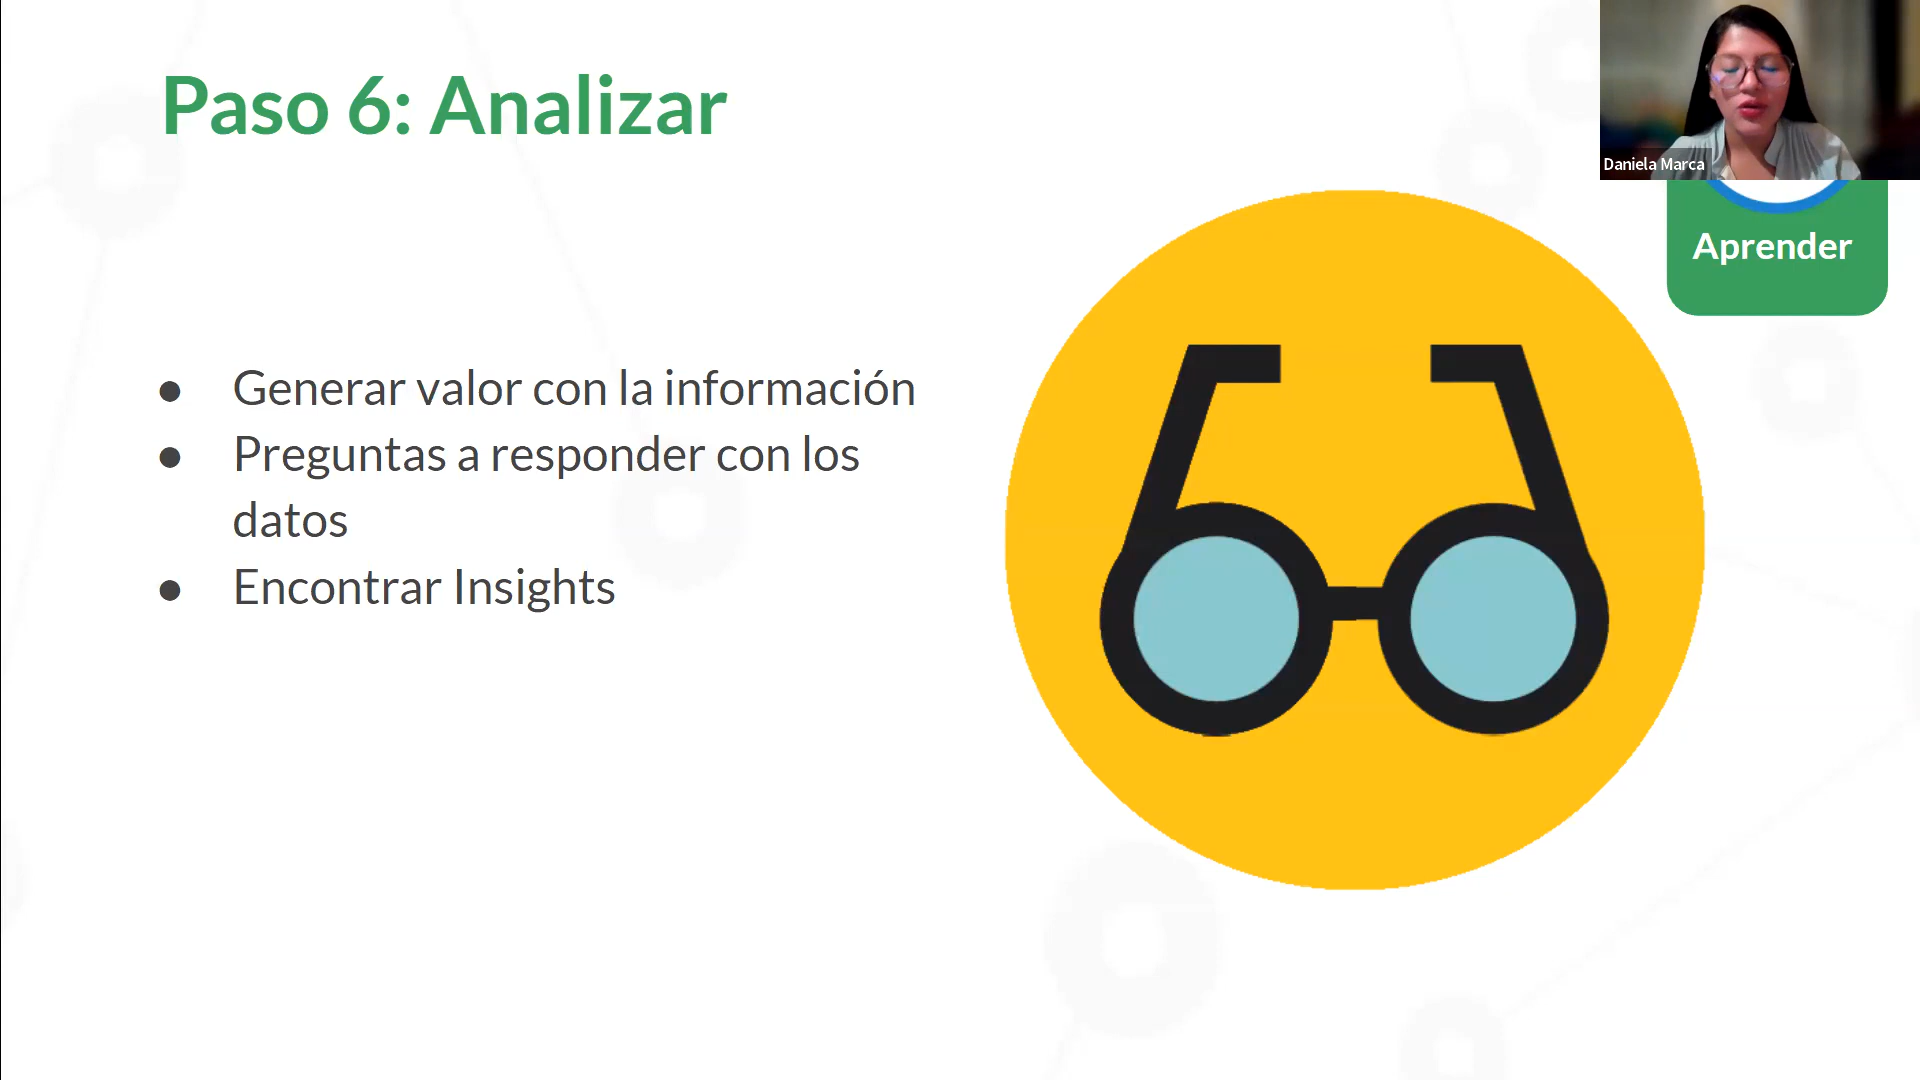 Paso 6: Analizar
Daniela Marca
Aprender
● Generar valor con la información
● Preguntas a responder con los
datos
● Encontrar Insights